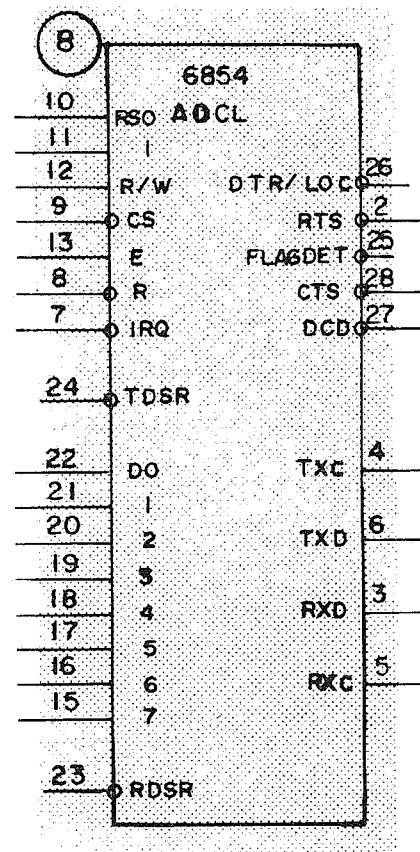 8
6854
ADCL
10 RS0
11 1
12 R/W
DTR/LOC 26
9 CS
RTS 2
13 E
FLAGDET 25
8 R
CTS 28
7 IRQ
DCD 27
24 TDSR
22 D0
TXC 4
21 1
20 2
TXD 6
19 3
18 4
RXD 3
17 5
16 6
RXC 5
15 7
23 RDSR